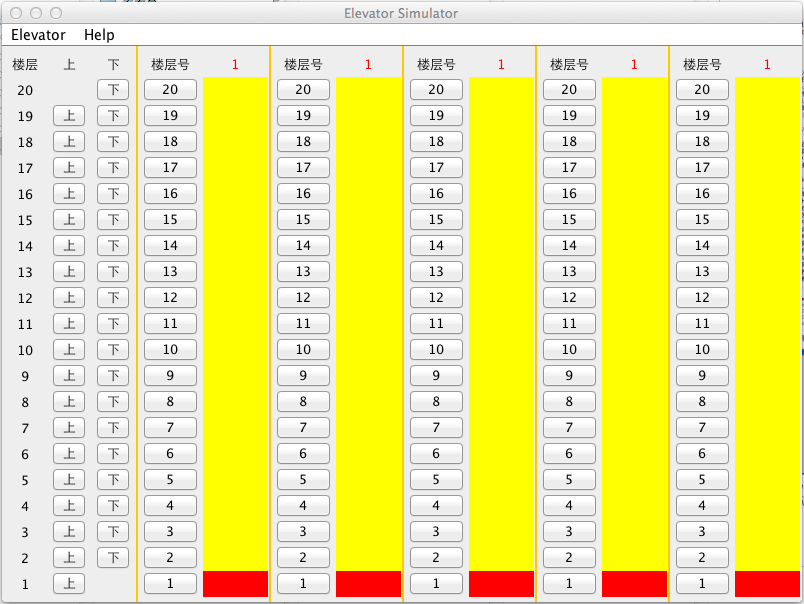 Elevator Simulator
Elevator Help
楼层 上 下 楼层号 1 楼层号 1 楼层号 1 楼层号 1 楼层号 1
20 下 20 20 20 20 20
19 上 下 19 19 19 19 19
18 上 下 18 18 18 18 18
17 上 下 17 17 17 17 17
16 上 下 16 16 16 16 16
15 上 下 15 15 15 15 15
14 上 下 14 14 14 14 14
13 上 下 13 13 13 13 13
12 上 下 12 12 12 12 12
11 上 下 11 11 11 11 11
10 上 下 10 10 10 10 10
9 上 下 9 9 9 9 9
8 上 下 8 8 8 8 8
7 上 下 7 7 7 7 7
6 上 下 6 6 6 6 6
5 上 下 5 5 5 5 5
4 上 下 4 4 4 4 4
3 上 下 3 3 3 3 3
2 上 下 2 2 2 2 2
1 上 1 1 1 1 1